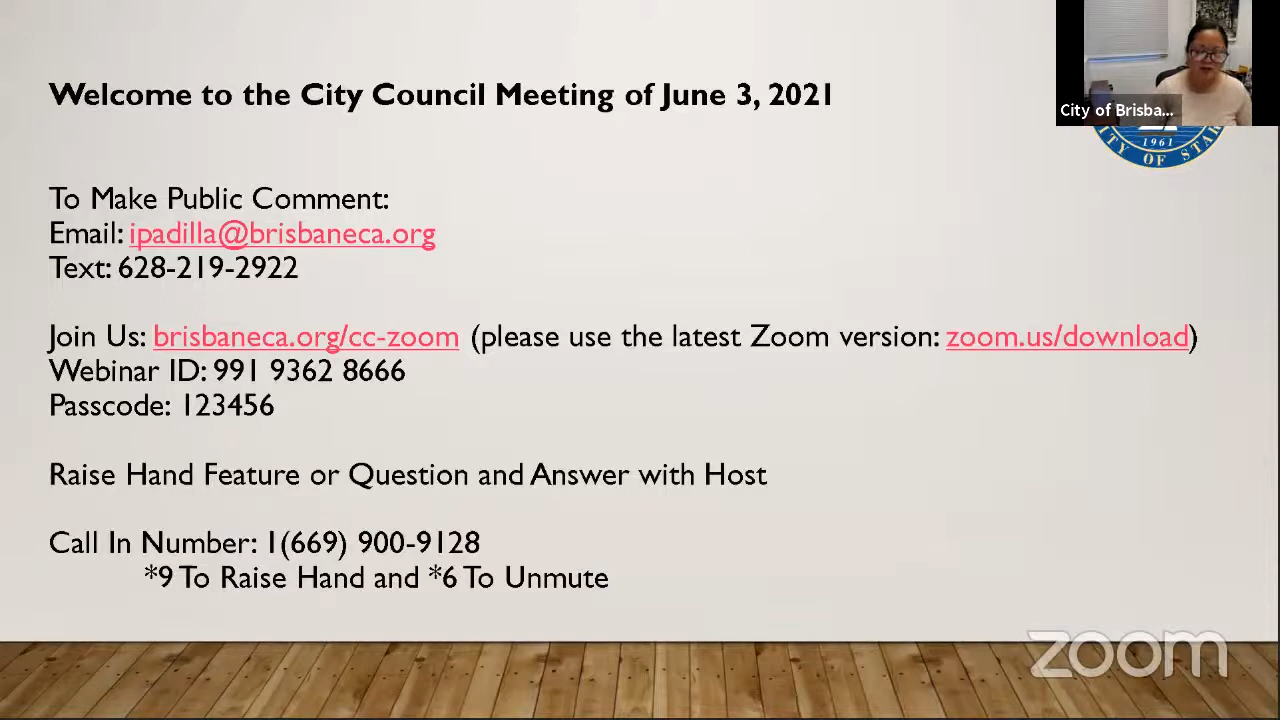 Welcome to the City Council Meeting of June 3, 2021
City of Brisba...
1961
CITY OF STAR
To Make Public Comment:
Email: ipadilla@brisbaneca.org
Text: 628-219-2922
Join Us: brisbaneca.org/cc-zoom (please use the latest Zoom version: zoom.us/download)
Webinar ID: 991 9362 8666
Passcode: 123456
Raise Hand Feature or Question and Answer with Host
Call In Number: 1(669) 900-9128
*9 To Raise Hand and *6 To Unmute
zoom